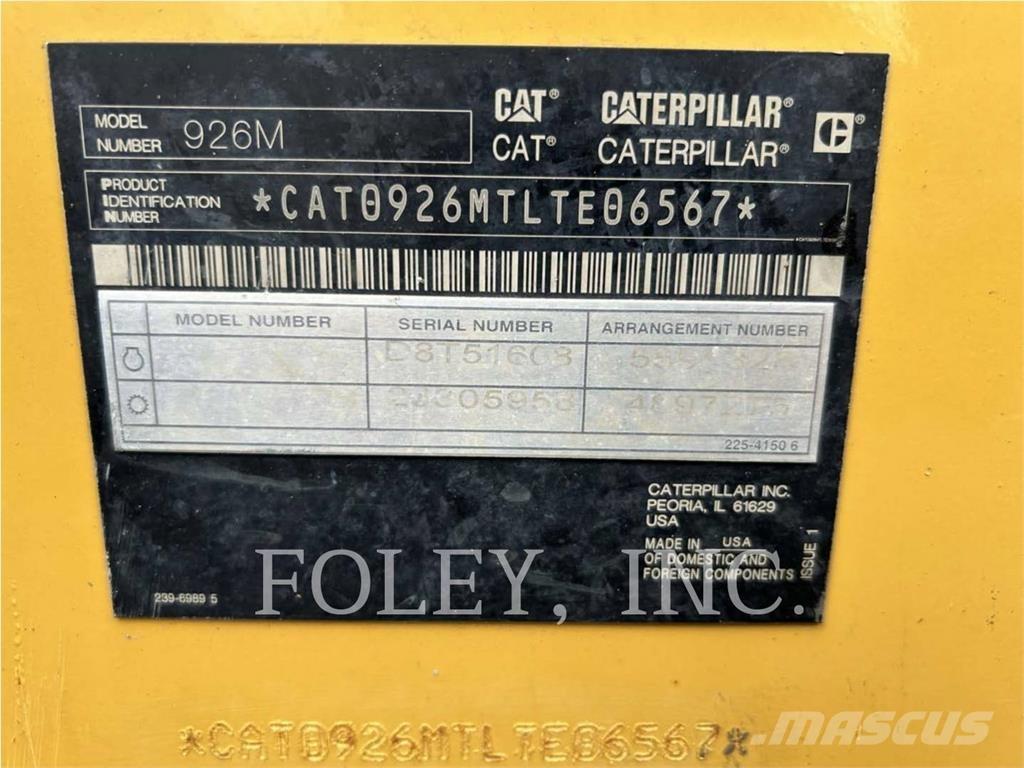 MODEL NUMBER 926M
CAT® CATERPILLAR®
CAT® CATERPILLAR®
PRODUCT IDENTIFICATION NUMBER *CAT0926MTLTE06567*
MODEL NUMBER SERIAL NUMBER ARRANGEMENT NUMBER
D8T51608
225-4150 6
CATERPILLAR INC.
PEORIA, IL 61629
USA
MADE IN USA
OF DOMESTIC AND
FOREIGN COMPONENTS
ISSUE 1
FOLEY, INC.
239-6989 5
*CAT0926MTLTE06567*
MASCUS